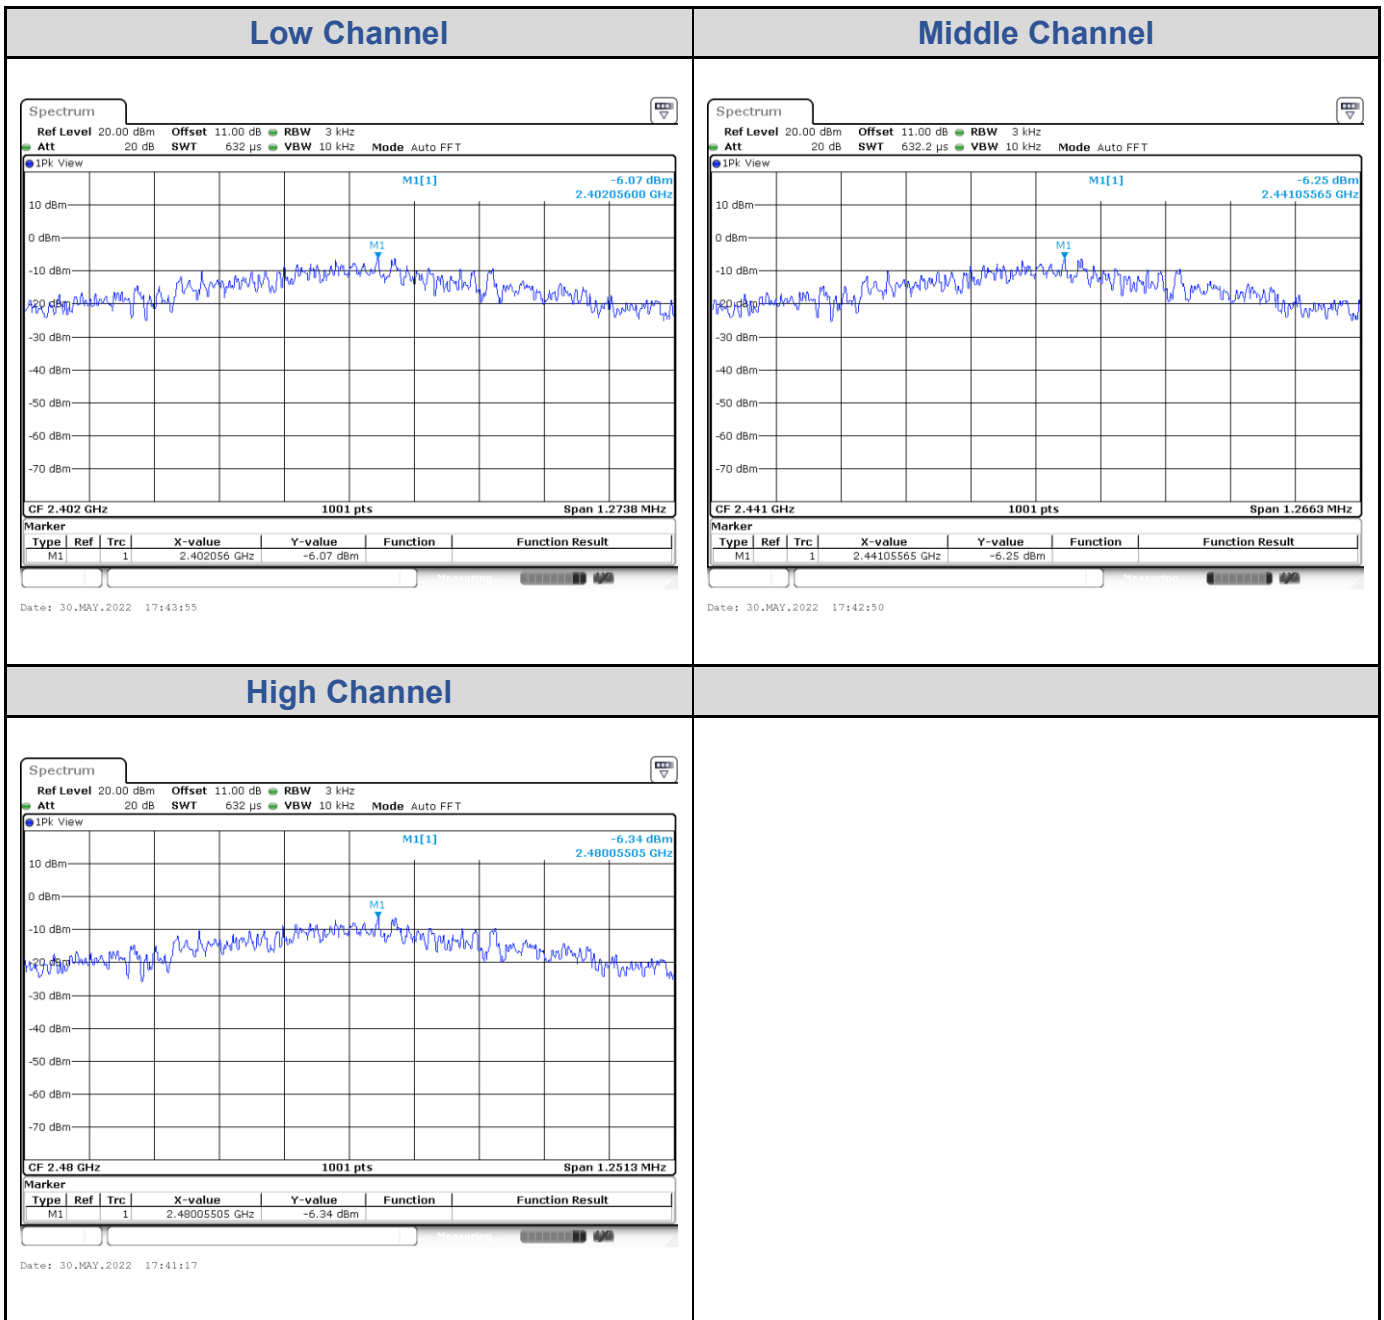 Low Channel
Middle Channel
Spectrum
Ref Level 20.00 dBm Offset 11.00 dB RBW 3 kHz
Att 20 dB SWT 632 µs VBW 10 kHz Mode Auto FFT
1Pk View
M1[1] -6.07 dBm
2.40205600 GHz
10 dBm
0 dBm
M1
-10 dBm
-20 dBm
-30 dBm
-40 dBm
-50 dBm
-60 dBm
-70 dBm
CF 2.402 GHz 1001 pts Span 1.2738 MHz
Marker
Type Ref Trc X-value Y-value Function Function Result
M1 1 2.402056 GHz -6.07 dBm
Measuring...
Date: 30.MAY.2022 17:43:55
Spectrum
Ref Level 20.00 dBm Offset 11.00 dB RBW 3 kHz
Att 20 dB SWT 632.2 µs VBW 10 kHz Mode Auto FFT
1Pk View
M1[1] -6.25 dBm
2.44105565 GHz
10 dBm
0 dBm
M1
-10 dBm
-20 dBm
-30 dBm
-40 dBm
-50 dBm
-60 dBm
-70 dBm
CF 2.441 GHz 1001 pts Span 1.2663 MHz
Marker
Type Ref Trc X-value Y-value Function Function Result
M1 1 2.44105565 GHz -6.25 dBm
Measuring...
Date: 30.MAY.2022 17:42:50
High Channel
Spectrum
Ref Level 20.00 dBm Offset 11.00 dB RBW 3 kHz
Att 20 dB SWT 632 µs VBW 10 kHz Mode Auto FFT
1Pk View
M1[1] -6.34 dBm
2.48005505 GHz
10 dBm
0 dBm
M1
-10 dBm
-20 dBm
-30 dBm
-40 dBm
-50 dBm
-60 dBm
-70 dBm
CF 2.48 GHz 1001 pts Span 1.2513 MHz
Marker
Type Ref Trc X-value Y-value Function Function Result
M1 1 2.48005505 GHz -6.34 dBm
Measuring...
Date: 30.MAY.2022 17:41:17